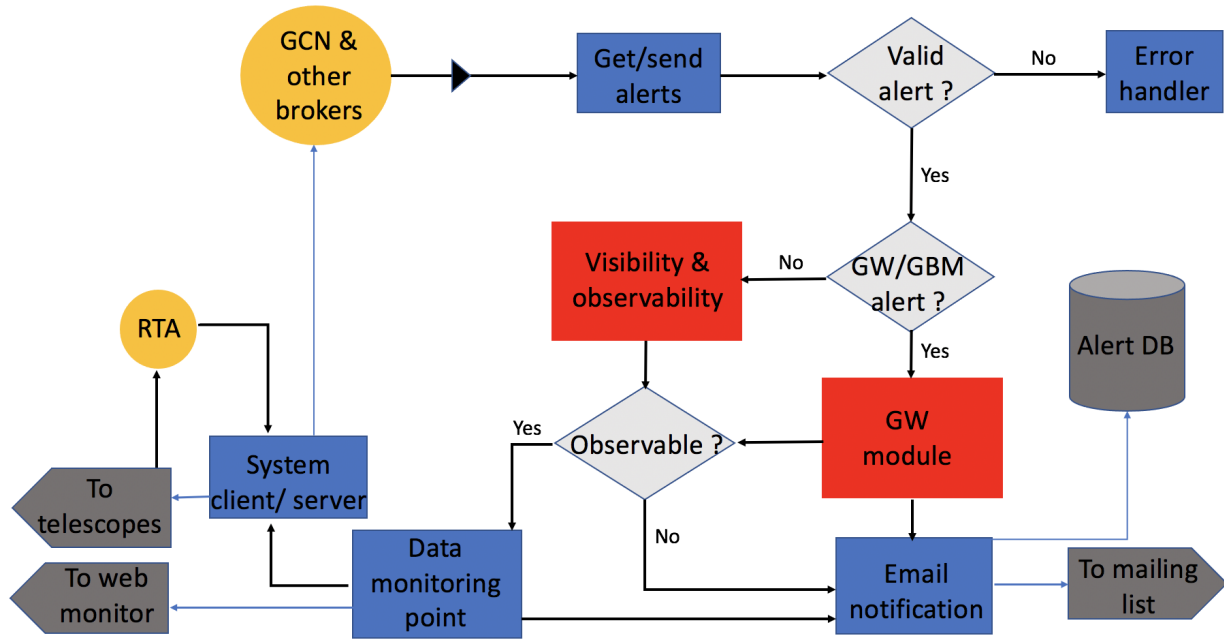 GCN &
other
brokers
Get/send
alerts
Valid
alert ?
No
Error
handler
Yes
Visibility &
observability
No
GW/GBM
alert ?
Alert DB
RTA
Yes
GW
module
Yes
Observable ?
System
client/ server
To
telescopes
No
Data
monitoring
point
To web
monitor
Email
notification
To mailing
list